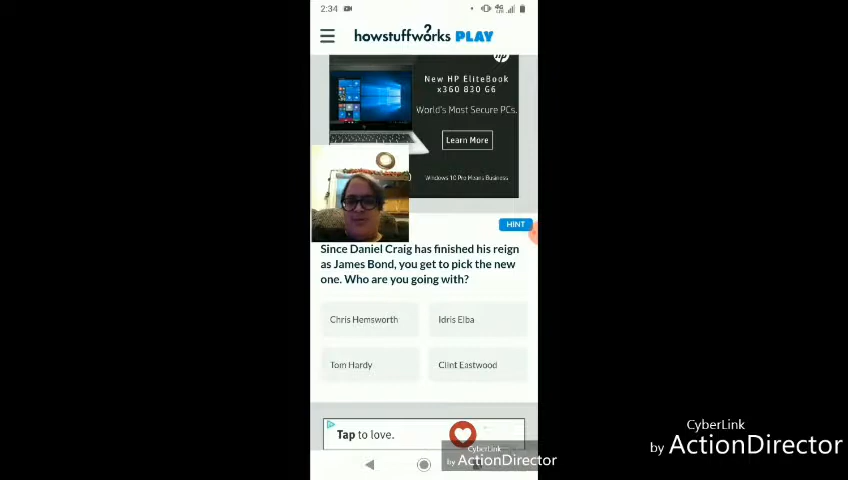 2:34
howstuffworks PLAY
New HP EliteBook
x360 830 G6
World's Most Secure PCs.
Learn More
Windows 10 Pro Means Business
HINT
Since Daniel Craig has finished his reign
as James Bond, you get to pick the new
one. Who are you going with?
Chris Hemsworth
Idris Elba
Tom Hardy
Clint Eastwood
Tap to love.
CyberLink
by ActionDirector
CyberLink
by ActionDirector